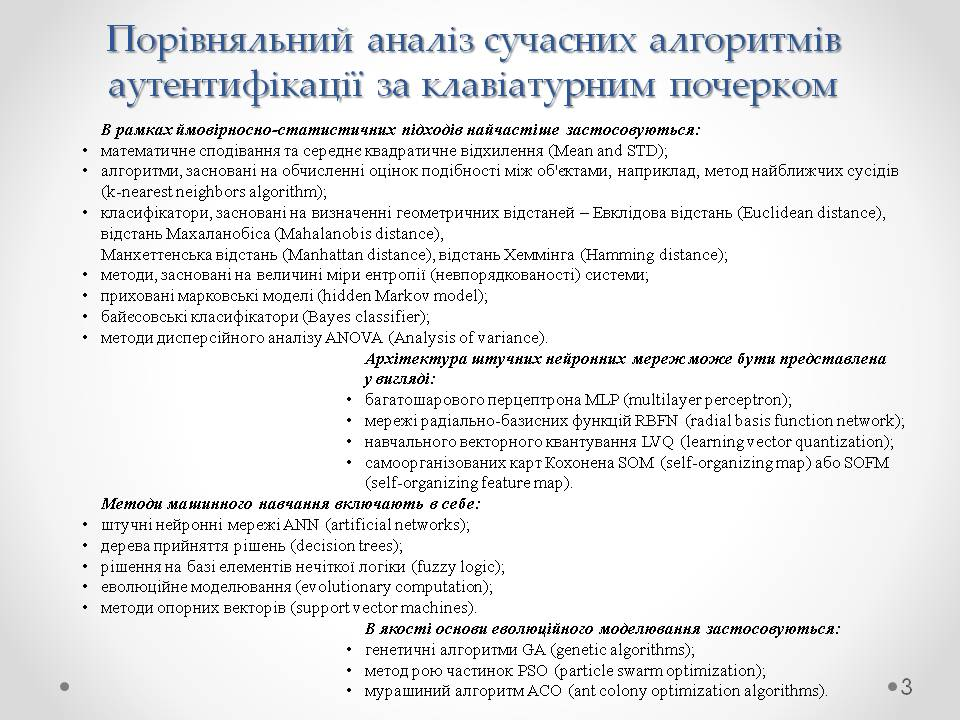 Порівняльний аналіз сучасних алгоритмів
аутентифікації за клавіатурним почерком
В рамках ймовірносно-статистичних підходів найчастіше застосовуються:
• математичне сподівання та середнє квадратичне відхилення (Mean and STD);
• алгоритми, засновані на обчисленні оцінок подібності між об'єктами, наприклад, метод найближчих сусідів
(k-nearest neighbors algorithm);
• класифікатори, засновані на визначенні геометричних відстаней – Евклідова відстань (Euclidean distance),
відстань Махаланобіса (Mahalanobis distance),
Манхеттенська відстань (Manhattan distance), відстань Хеммінга (Hamming distance);
• методи, засновані на величині міри ентропії (невпорядкованості) системи;
• приховані марковські моделі (hidden Markov model);
• байєсовські класифікатори (Bayes classifier);
• методи дисперсійного аналізу ANOVA (Analysis of variance).
Архітектура штучних нейронних мереж може бути представлена
у вигляді:
• багатошарового перцептрона MLP (multilayer perceptron);
• мережі радіально-базисних функцій RBFN (radial basis function network);
• навчального векторного квантування LVQ (learning vector quantization);
• самоорганізованих карт Кохонена SOM (self-organizing map) або SOFM
(self-organizing feature map).
Методи машинного навчання включають в себе:
• штучні нейронні мережі ANN (artificial networks);
• дерева прийняття рішень (decision trees);
• рішення на базі елементів нечіткої логіки (fuzzy logic);
• еволюційне моделювання (evolutionary computation);
• методи опорних векторів (support vector machines).
В якості основи еволюційного моделювання застосовуються:
• генетичні алгоритми GA (genetic algorithms);
• метод рою частинок PSO (particle swarm optimization);
• мурашиний алгоритм ACO (ant colony optimization algorithms).
3